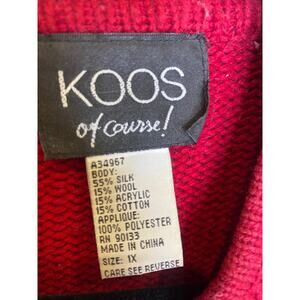 KOOS
of course!
A34967
BODY:
55% SILK
15% WOOL
15% ACRYLIC
15% COTTON
APPLIQUE:
100% POLYESTER
RN 90133
MADE IN CHINA
SIZE: 1X
CARE SEE REVERSE